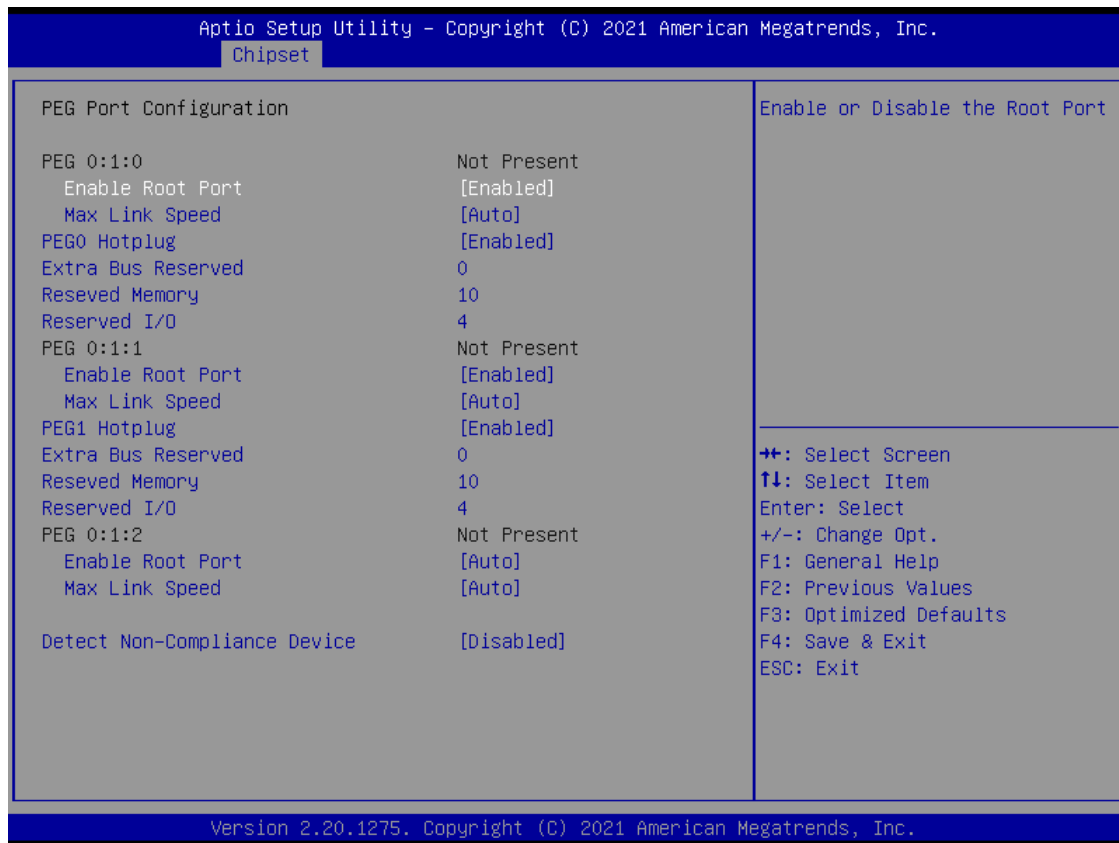 Aptio Setup Utility – Copyright (C) 2021 American Megatrends, Inc.
Chipset
PEG Port Configuration
Enable or Disable the Root Port
PEG 0:1:0 Not Present
Enable Root Port [Enabled]
Max Link Speed [Auto]
PEG0 Hotplug [Enabled]
Extra Bus Reserved 0
Reseved Memory 10
Reserved I/O 4
PEG 0:1:1 Not Present
Enable Root Port [Enabled]
Max Link Speed [Auto]
PEG1 Hotplug [Enabled]
Extra Bus Reserved 0
Reseved Memory 10
Reserved I/O 4
PEG 0:1:2 Not Present
Enable Root Port [Auto]
Max Link Speed [Auto]
Detect Non-Compliance Device [Disabled]
→←: Select Screen
↑↓: Select Item
Enter: Select
+/-: Change Opt.
F1: General Help
F2: Previous Values
F3: Optimized Defaults
F4: Save & Exit
ESC: Exit
Version 2.20.1275. Copyright (C) 2021 American Megatrends, Inc.